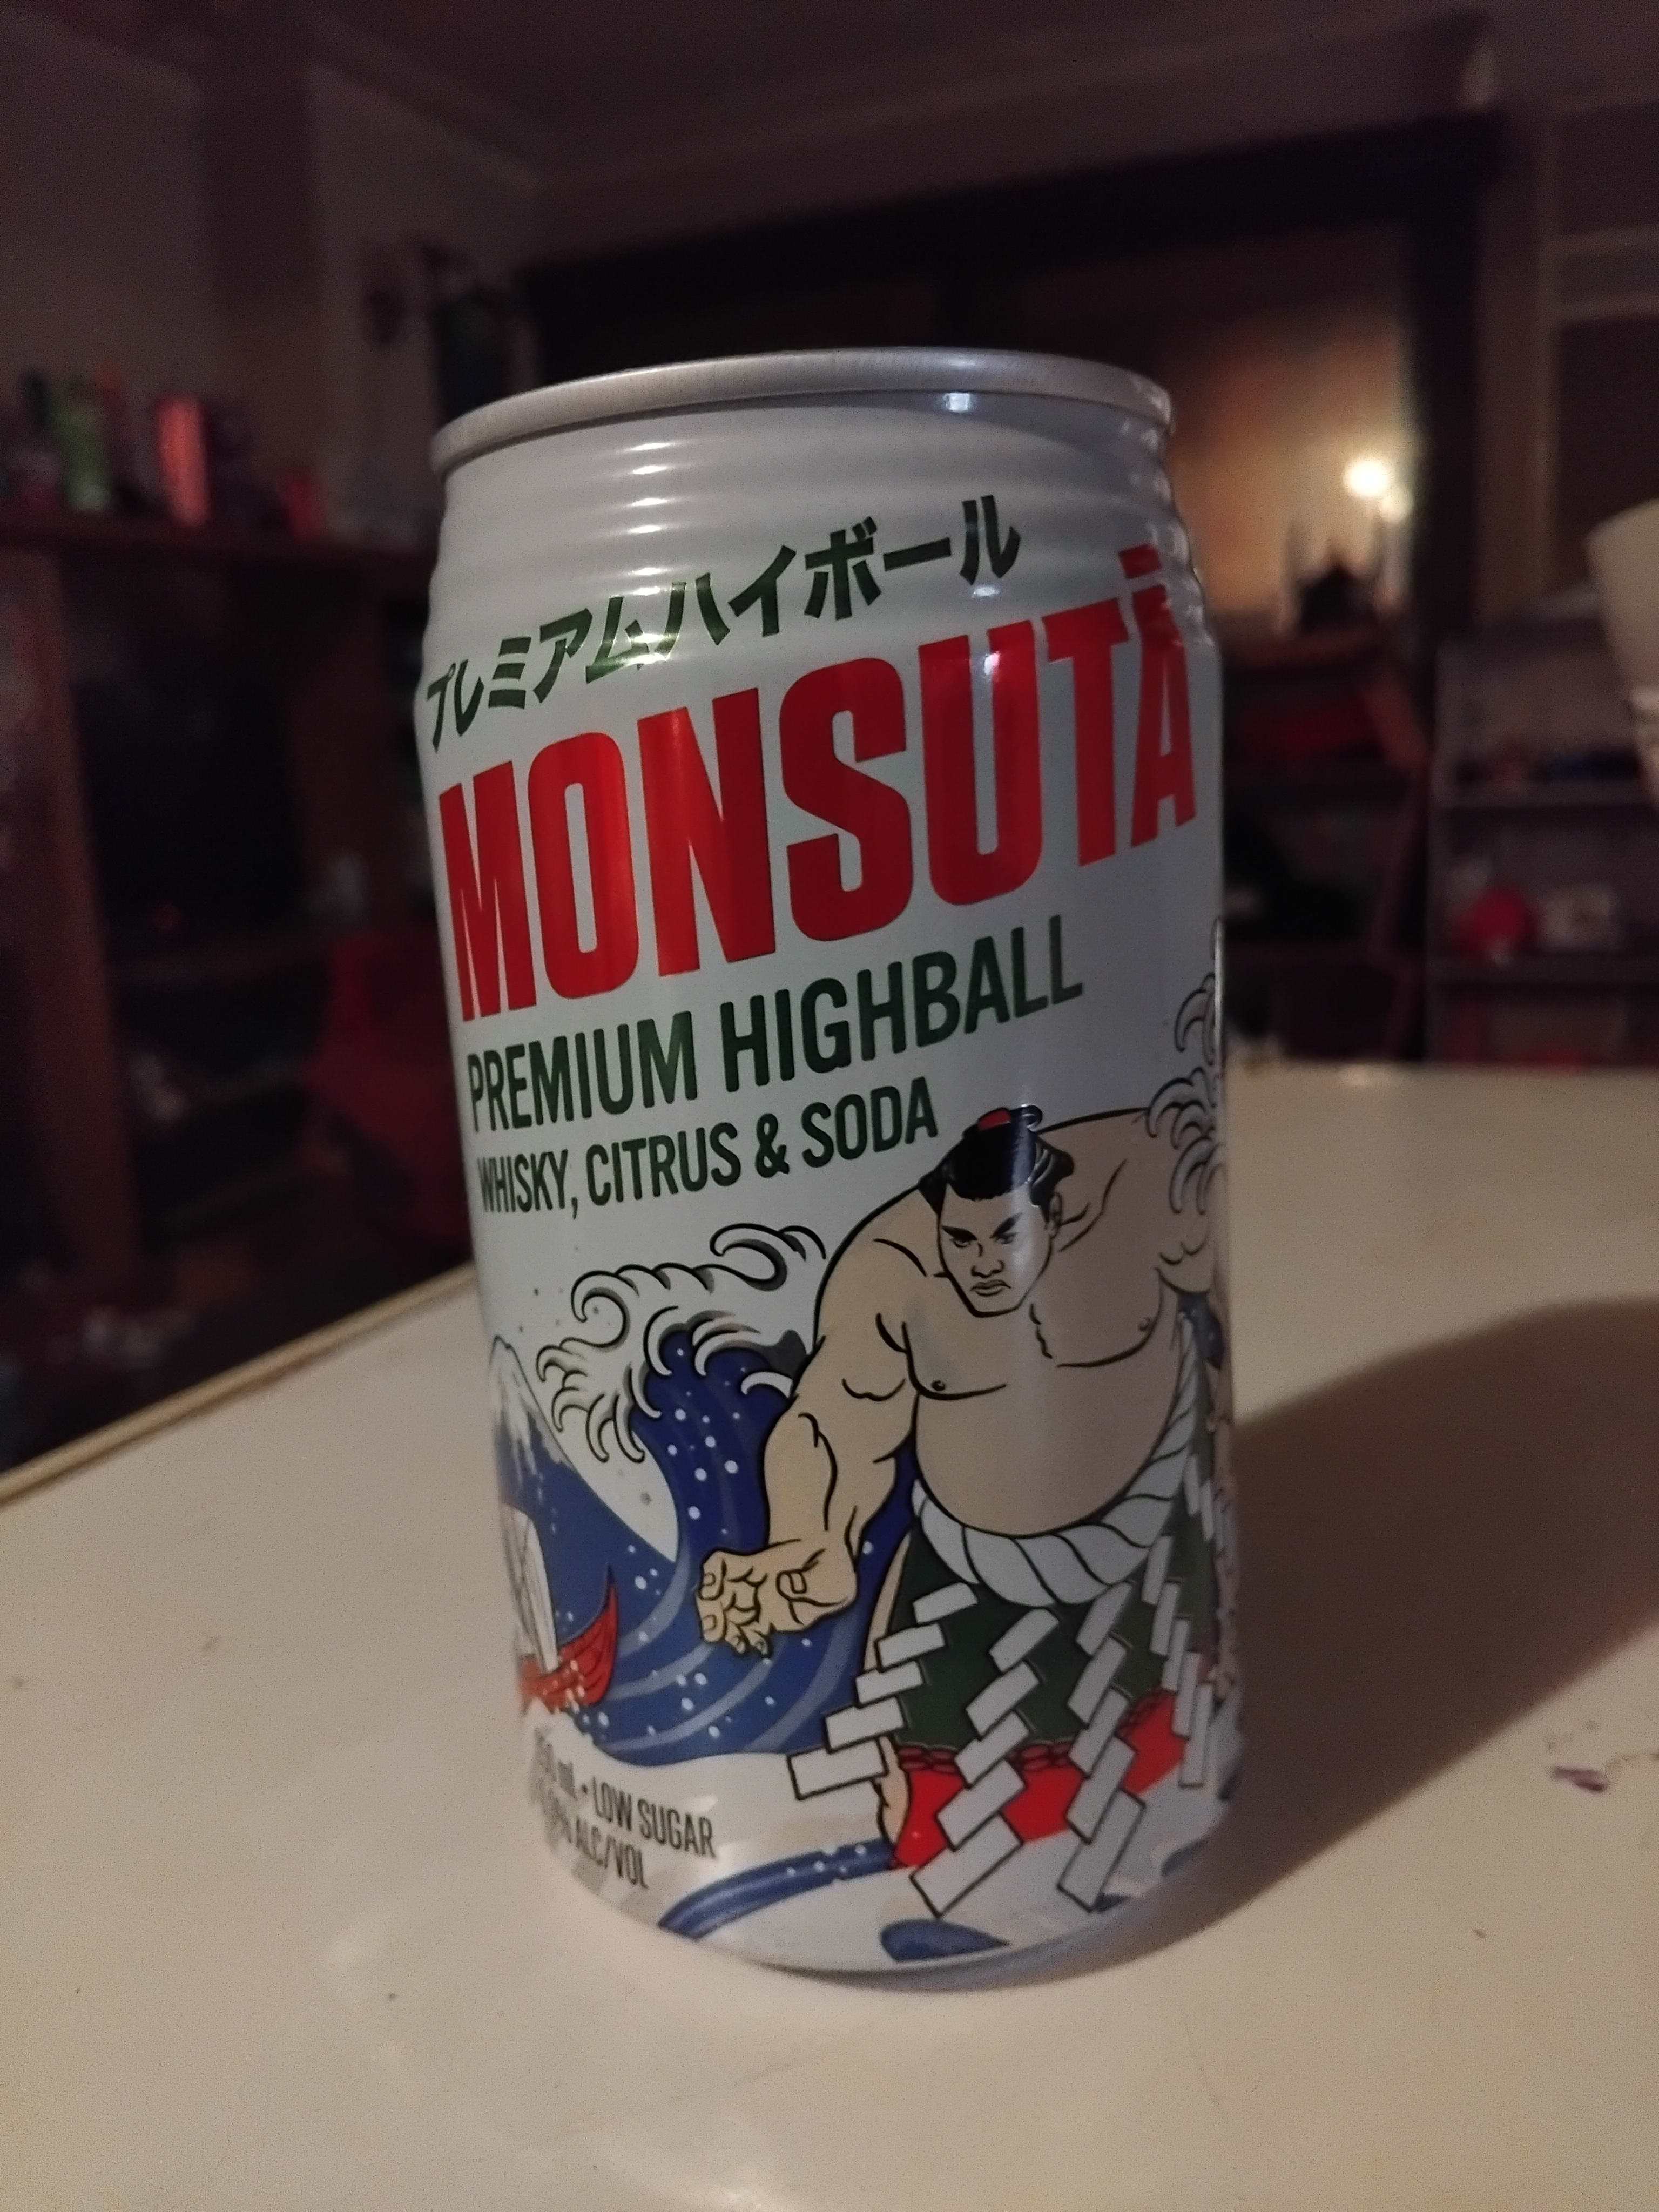 プレミアムハイボール
MONSUTĀ
PREMIUM HIGHBALL
WHISKY, CITRUS & SODA
mL • LOW SUGAR
% ALC/VOL